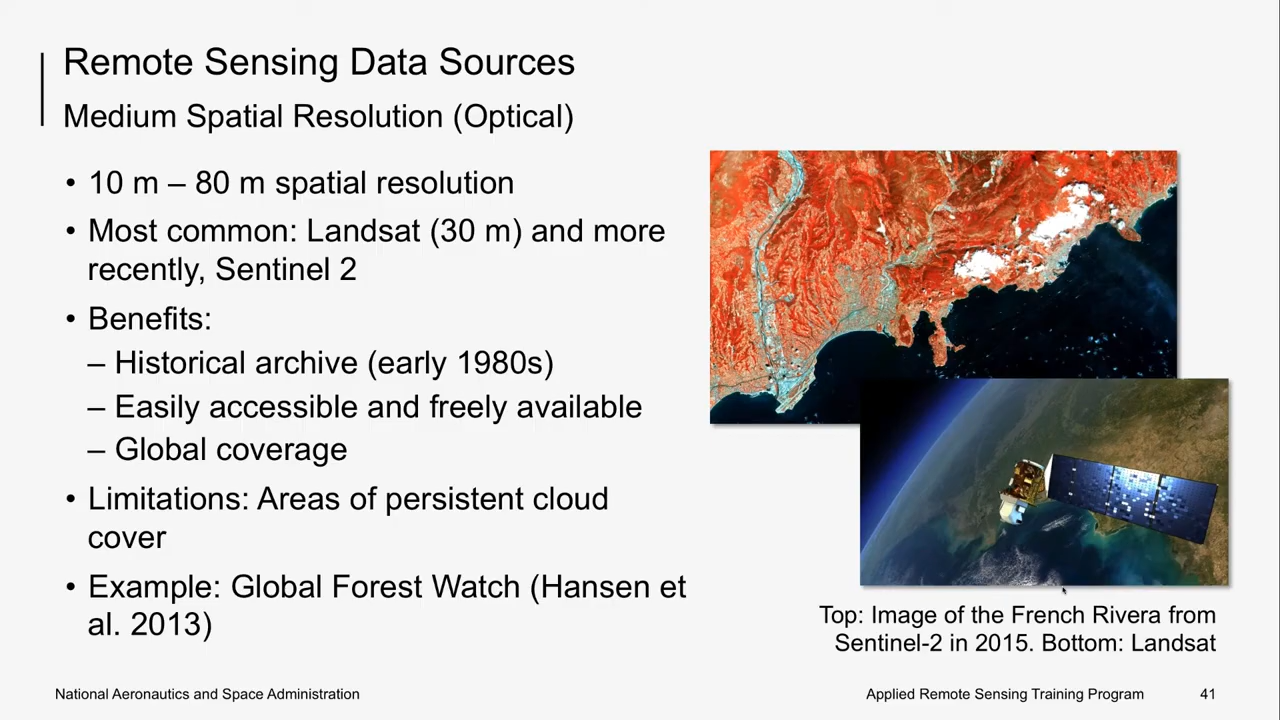 Remote Sensing Data Sources
Medium Spatial Resolution (Optical)
• 10 m – 80 m spatial resolution
• Most common: Landsat (30 m) and more
recently, Sentinel 2
• Benefits:
– Historical archive (early 1980s)
– Easily accessible and freely available
– Global coverage
• Limitations: Areas of persistent cloud
cover
• Example: Global Forest Watch (Hansen et
al. 2013)
Top: Image of the French Rivera from
Sentinel-2 in 2015. Bottom: Landsat
National Aeronautics and Space Administration
Applied Remote Sensing Training Program
41